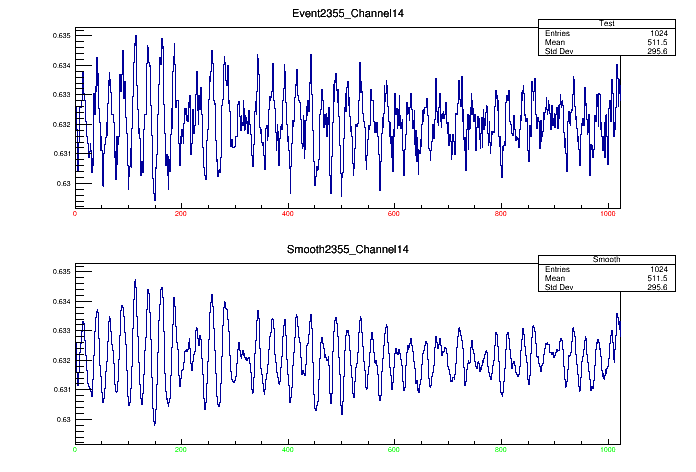 Event2355_Channel14
Test
Entries 1024
Mean 511.5
Std Dev 295.6
0.635
0.634
0.633
0.632
0.631
0.63
0 200 400 600 800 1000
Smooth2355_Channel14
Smooth
Entries 1024
Mean 511.5
Std Dev 295.6
0.635
0.634
0.633
0.632
0.631
0.63
0 200 400 600 800 1000